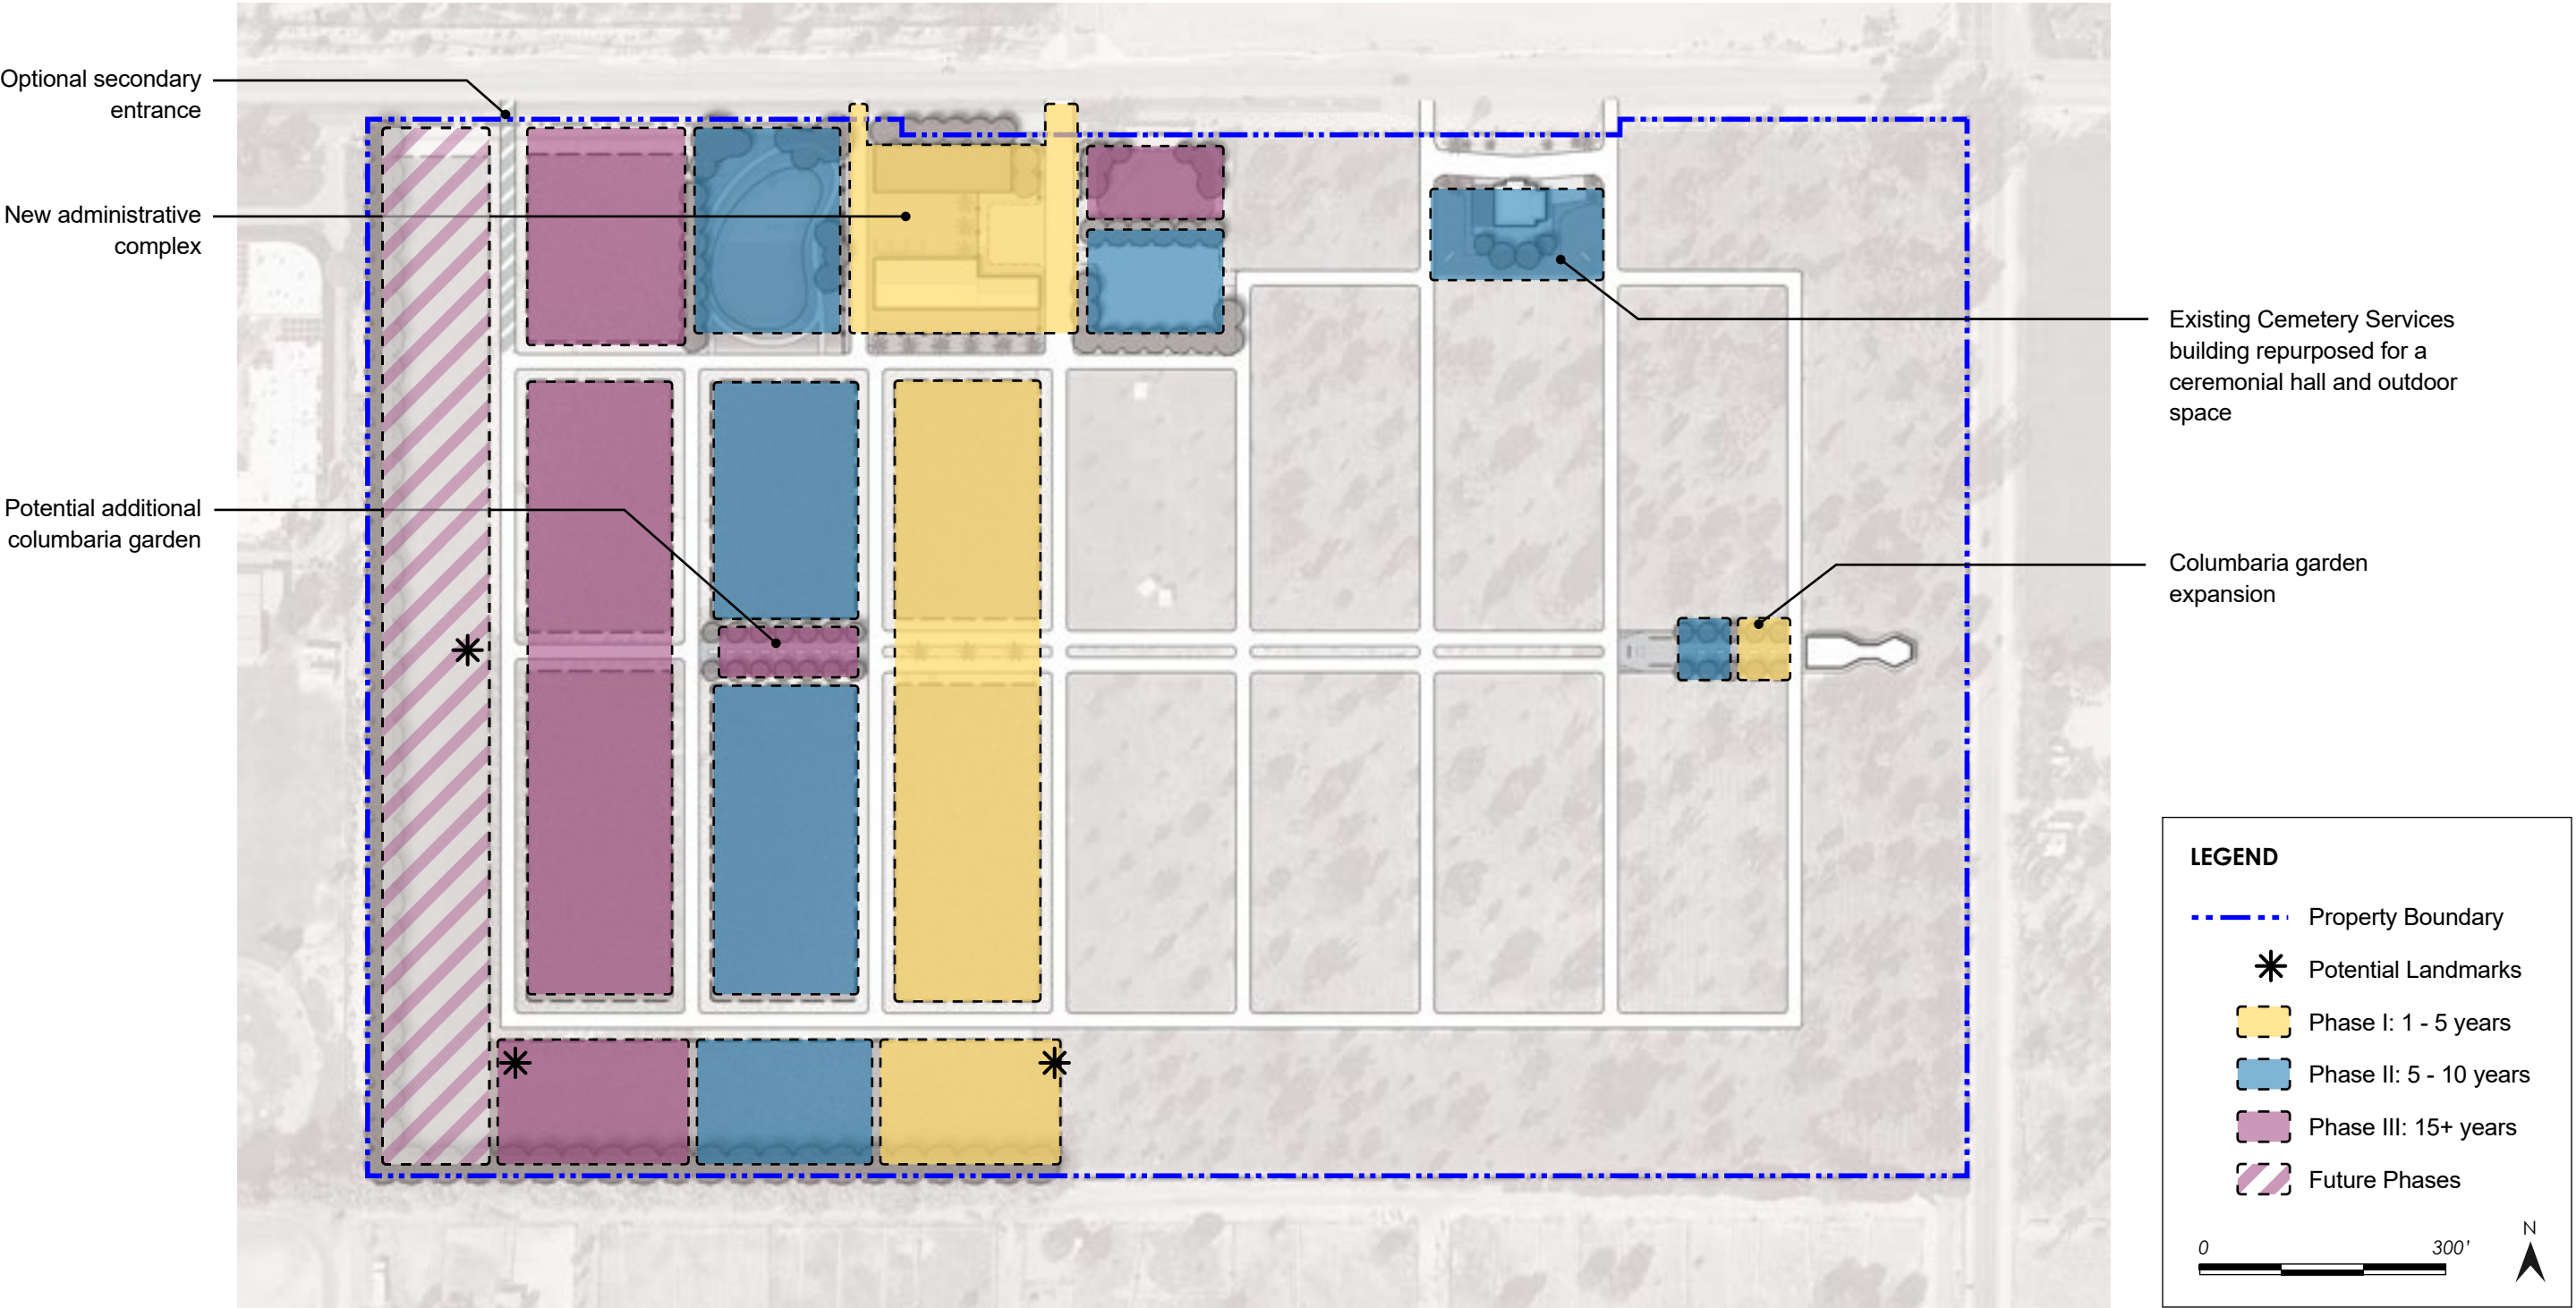 Optional secondary
entrance
New administrative
complex
Potential additional
columbaria garden
Existing Cemetery Services
building repurposed for a
ceremonial hall and outdoor
space
Columbaria garden
expansion
LEGEND
Property Boundary
Potential Landmarks
Phase I: 1 - 5 years
Phase II: 5 - 10 years
Phase III: 15+ years
Future Phases
N
0 300'